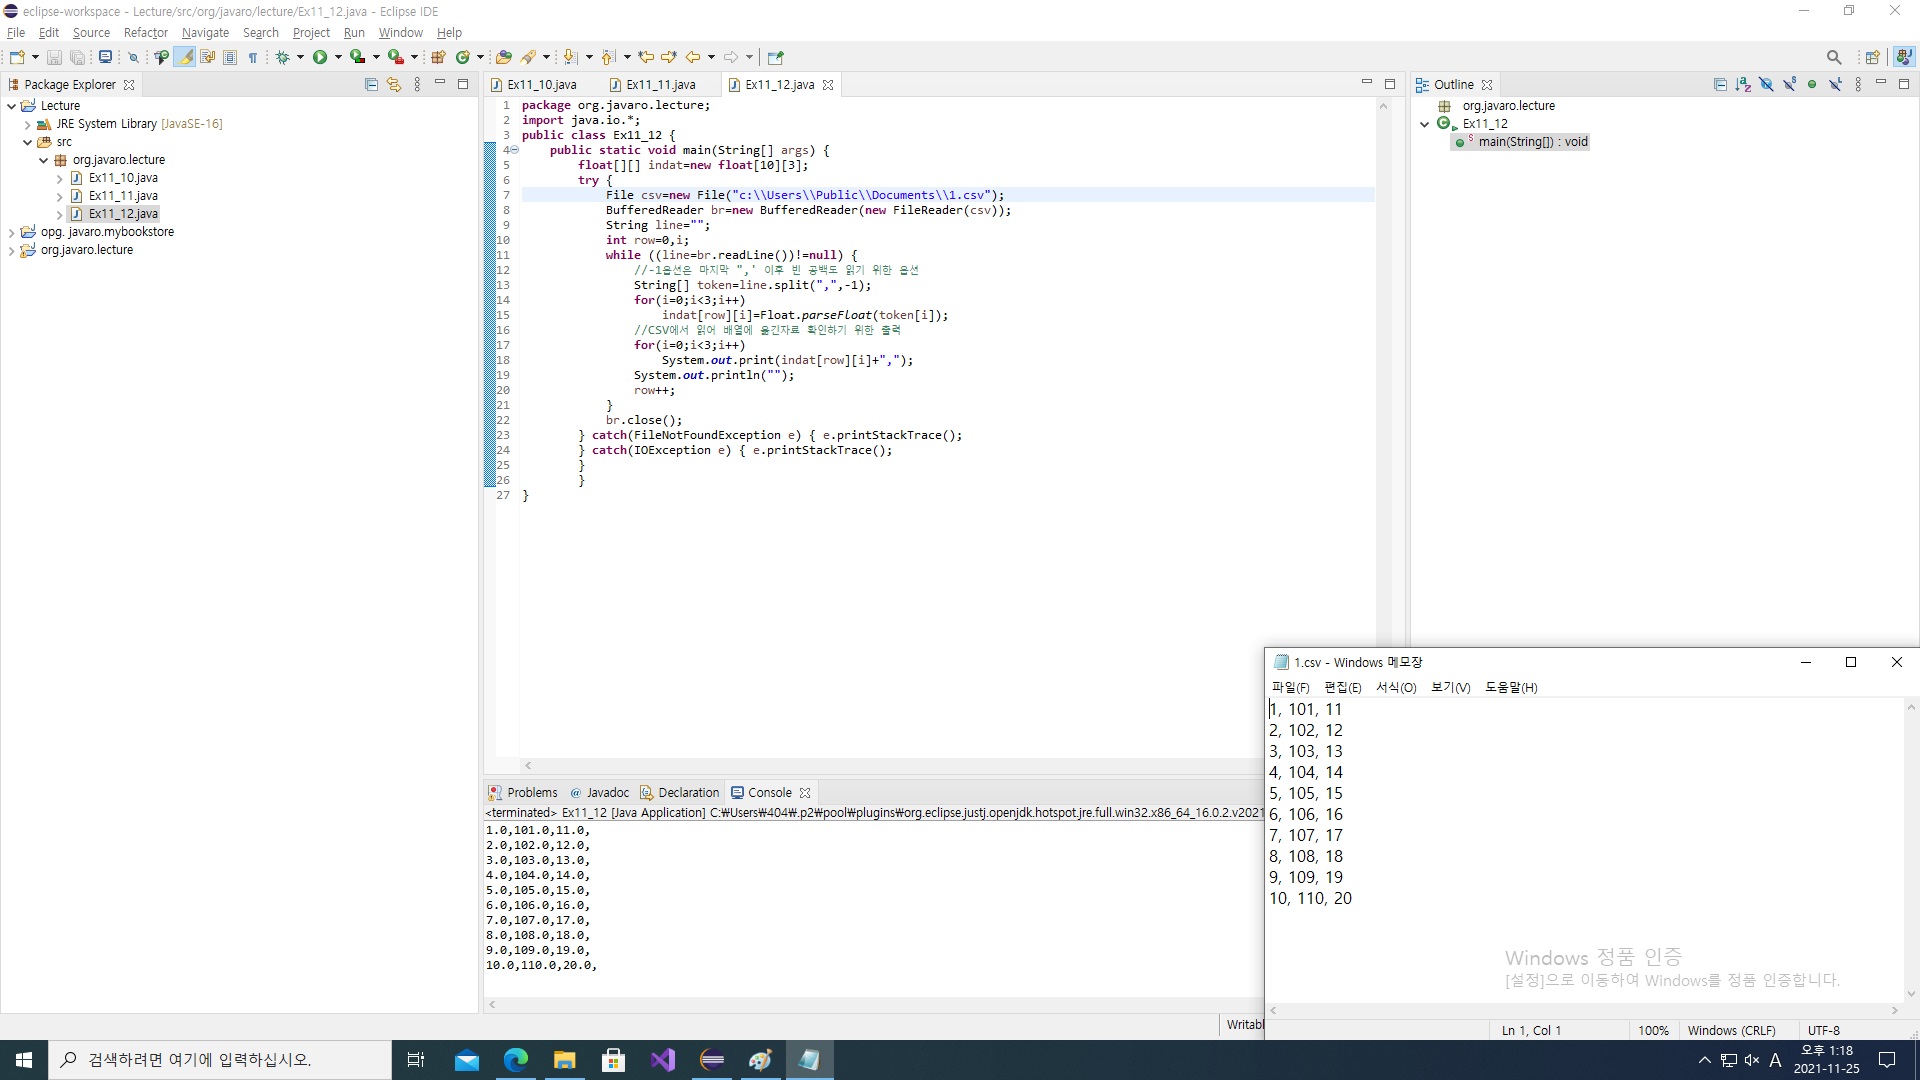 eclipse-workspace - Lecture/src/org/javaro/lecture/Ex11_12.java - Eclipse IDE
File Edit Source Refactor Navigate Search Project Run Window Help
Package Explorer
Lecture
JRE System Library [JavaSE-16]
src
org.javaro.lecture
Ex11_10.java
Ex11_11.java
Ex11_12.java
opg. javaro.mybookstore
org.javaro.lecture
Ex11_10.java Ex11_11.java Ex11_12.java
1 package org.javaro.lecture;
2 import java.io.*;
3 public class Ex11_12 {
4 public static void main(String[] args) {
5 float[][] indat=new float[10][3];
6 try {
7 File csv=new File("c:\\Users\\Public\\Documents\\1.csv");
8 BufferedReader br=new BufferedReader(new FileReader(csv));
9 String line="";
10 int row=0,i;
11 while ((line=br.readLine())!=null) {
12 //-1옵션은 마지막 ",' 이후 빈 공백도 읽기 위한 옵션
13 String[] token=line.split(",",-1);
14 for(i=0;i<3;i++)
15 indat[row][i]=Float.parseFloat(token[i]);
16 //CSV에서 읽어 배열에 옮긴자료 확인하기 위한 출력
17 for(i=0;i<3;i++)
18 System.out.print(indat[row][i]+",");
19 System.out.println("");
20 row++;
21 }
22 br.close();
23 } catch(FileNotFoundException e) { e.printStackTrace();
24 } catch(IOException e) { e.printStackTrace();
25 }
26 }
27 }
Outline
org.javaro.lecture
Ex11_12
main(String[]) : void
Problems Javadoc Declaration Console
<terminated> Ex11_12 [Java Application] C:₩Users₩404₩.p2₩pool₩plugins₩org.eclipse.justj.openjdk.hotspot.jre.full.win32.x86_64_16.0.2.v2021
1.0,101.0,11.0,
2.0,102.0,12.0,
3.0,103.0,13.0,
4.0,104.0,14.0,
5.0,105.0,15.0,
6.0,106.0,16.0,
7.0,107.0,17.0,
8.0,108.0,18.0,
9.0,109.0,19.0,
10.0,110.0,20.0,
Writabl
1.csv - Windows 메모장
파일(F) 편집(E) 서식(O) 보기(V) 도움말(H)
1, 101, 11
2, 102, 12
3, 103, 13
4, 104, 14
5, 105, 15
6, 106, 16
7, 107, 17
8, 108, 18
9, 109, 19
10, 110, 20
Windows 정품 인증
[설정]으로 이동하여 Windows를 정품 인증합니다.
Ln 1, Col 1 100% Windows (CRLF) UTF-8
검색하려면 여기에 입력하십시오.
A
오후 1:18
2021-11-25